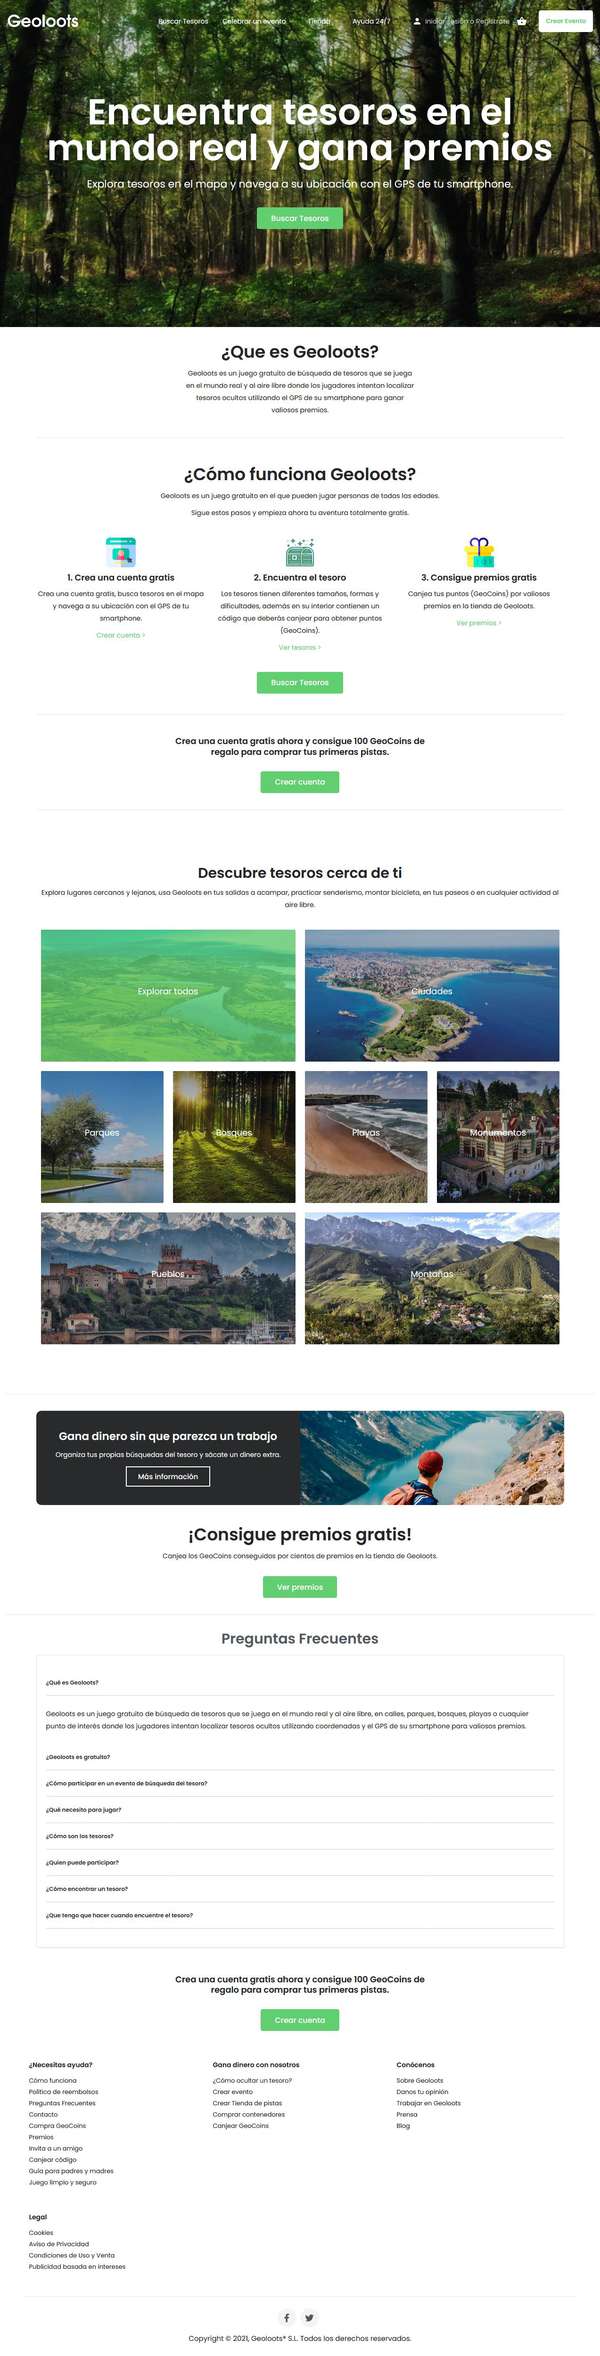 Geoloots
Buscar Tesoros
Celebrar un evento
Tienda
Ayuda 24/7
Iniciar sesión o Regístrate
Crear Evento
Encuentra tesoros en el
mundo real y gana premios
Explora tesoros en el mapa y navega a su ubicación con el GPS de tu smartphone.
Buscar Tesoros
¿Que es Geoloots?
Geoloots es un juego gratuito de búsqueda de tesoros que se juega
en el mundo real y al aire libre donde los jugadores intentan localizar
tesoros ocultos utilizando el GPS de su smartphone para ganar
valiosos premios.
¿Cómo funciona Geoloots?
Geoloots es un juego gratuito en el que pueden jugar personas de todas las edades.
Sigue estos pasos y empieza ahora tu aventura totalmente gratis.
1. Crea una cuenta gratis
Crea una cuenta gratis, busca tesoros en el mapa
y navega a su ubicación con el GPS de tu
smartphone.
Crear cuenta >
2. Encuentra el tesoro
Los tesoros tienen diferentes tamaños, formas y
dificultades, además en su interior contienen un
código que deberás canjear para obtener puntos
(GeoCoins).
Ver tesoros >
3. Consigue premios gratis
Canjea tus puntos (GeoCoins) por valiosos
premios en la tienda de Geoloots.
Ver premios >
Buscar Tesoros
Crea una cuenta gratis ahora y consigue 100 GeoCoins de
regalo para comprar tus primeras pistas.
Crear cuenta
Descubre tesoros cerca de ti
Explora lugares cercanos y lejanos, usa Geoloots en tus salidas a acampar, practicar senderismo, montar bicicleta, en tus paseos o en cualquier actividad al
aire libre.
Explorar todos
Ciudades
Parques
Bosques
Playas
Monumentos
Pueblos
Montañas
Gana dinero sin que parezca un trabajo
Organiza tus propias búsquedas del tesoro y sácate un dinero extra.
Más información
¡Consigue premios gratis!
Canjea los GeoCoins conseguidos por cientos de premios en la tienda de Geoloots.
Ver premios
Preguntas Frecuentes
¿Qué es Geoloots?
Geoloots es un juego gratuito de búsqueda de tesoros que se juega en el mundo real y al aire libre, en calles, parques, bosques, playas o cuaquier
punto de interés donde los jugadores intentan localizar tesoros ocultos utilizando coordenadas y el GPS de su smartphone para valiosos premios.
¿Geoloots es gratuito?
¿Cómo participar en un evento de búsqueda del tesoro?
¿Qué necesito para jugar?
¿Cómo son los tesoros?
¿Quien puede participar?
¿Cómo encontrar un tesoro?
¿Que tengo que hacer cuando encuentre el tesoro?
Crea una cuenta gratis ahora y consigue 100 GeoCoins de
regalo para comprar tus primeras pistas.
Crear cuenta
¿Necesitas ayuda?
Cómo funciona
Política de reembolsos
Preguntas Frecuentes
Contacto
Compra GeoCoins
Premios
Invita a un amigo
Canjear código
Guía para padres y madres
Juego limpio y seguro
Gana dinero con nosotros
¿Cómo ocultar un tesoro?
Crear evento
Crear Tienda de pistas
Comprar contenedores
Canjear GeoCoins
Conócenos
Sobre Geoloots
Danos tu opinión
Trabajar en Geoloots
Prensa
Blog
Legal
Cookies
Aviso de Privacidad
Condiciones de Uso y Venta
Publicidad basada en intereses
Copyright © 2021, Geoloots® S.L. Todos los derechos reservados.